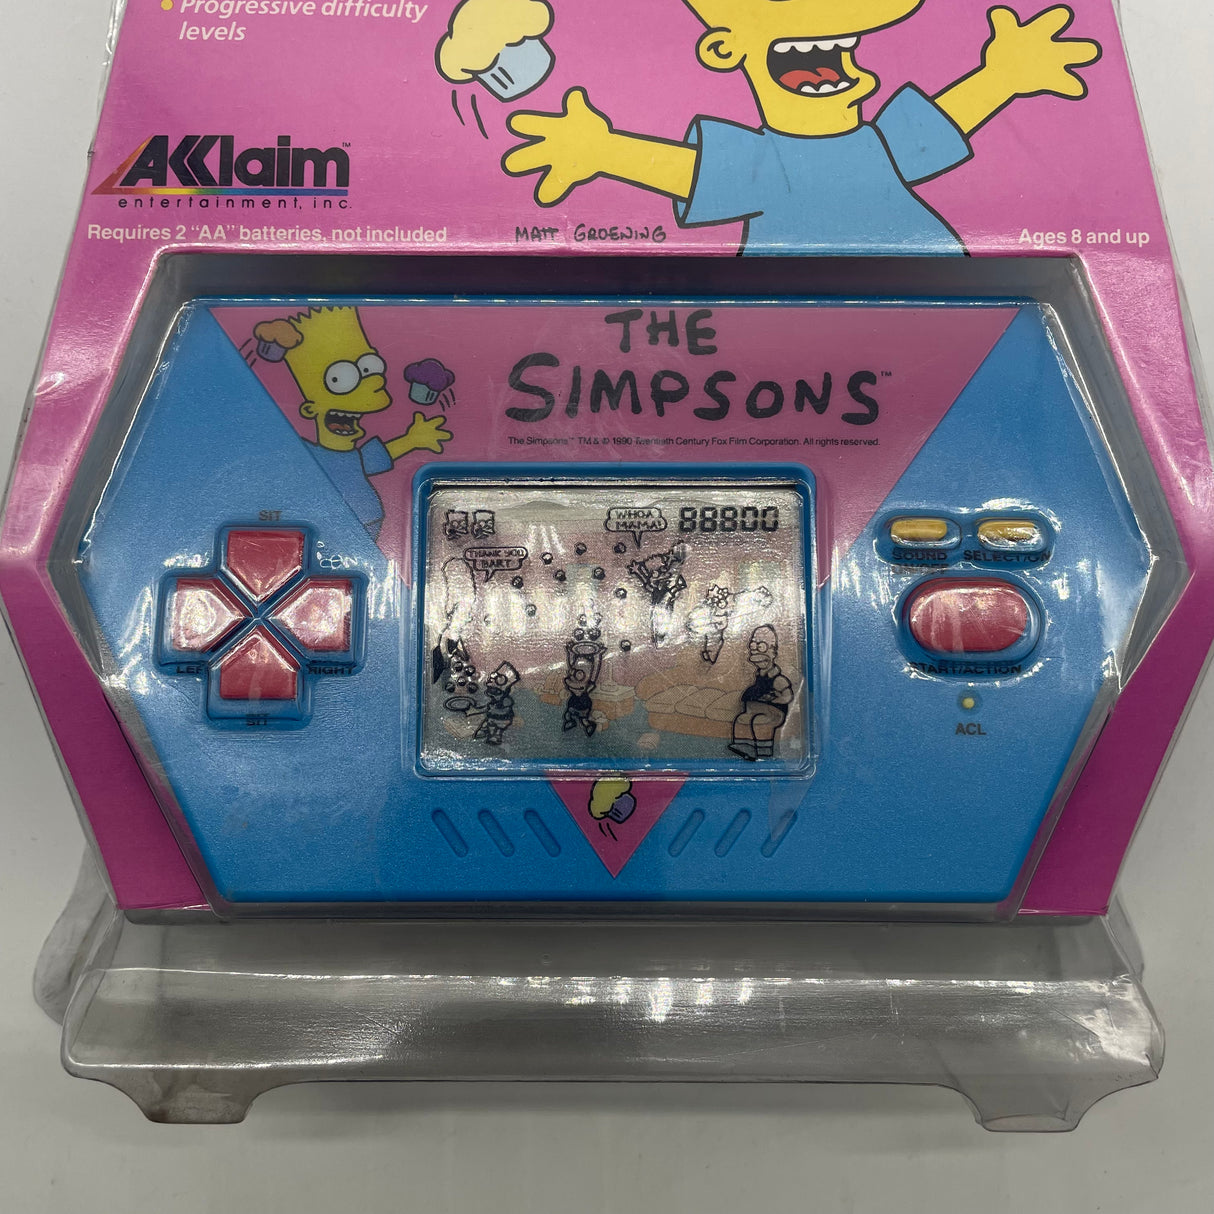 • Progressive difficulty
levels
AKKlaim™
entertainment, inc.
Requires 2 "AA" batteries, not included
MATT GROENING
Ages 8 and up
THE
SIMPSONS™
The Simpsons™ TM & © 1990 Twentieth Century Fox Film Corporation. All rights reserved.
WHOA
MAMA!
88800
THANK YOU
BART
SIT
LEFT
RIGHT
SIT
SOUND
SELECTION
START/ACTION
ACL